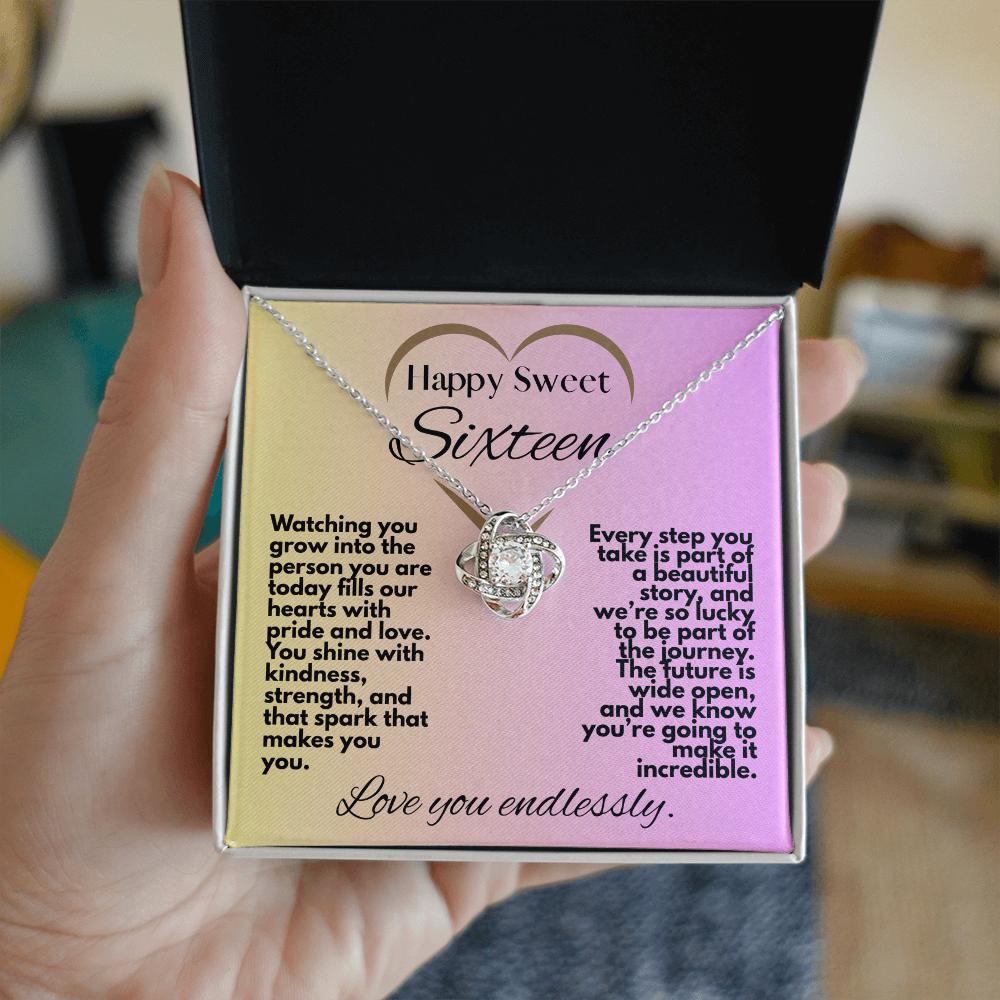 Happy Sweet
Sixteen
Watching you
grow into the
person you are
today fills our
hearts with
pride and love.
You shine with
kindness,
strength, and
that spark that
makes you
you.
Every step you
take is part of
a beautiful
story, and
we're so lucky
to be part of
the journey.
The future is
wide open,
and we know
you're going to
make it
incredible.
Love you endlessly.